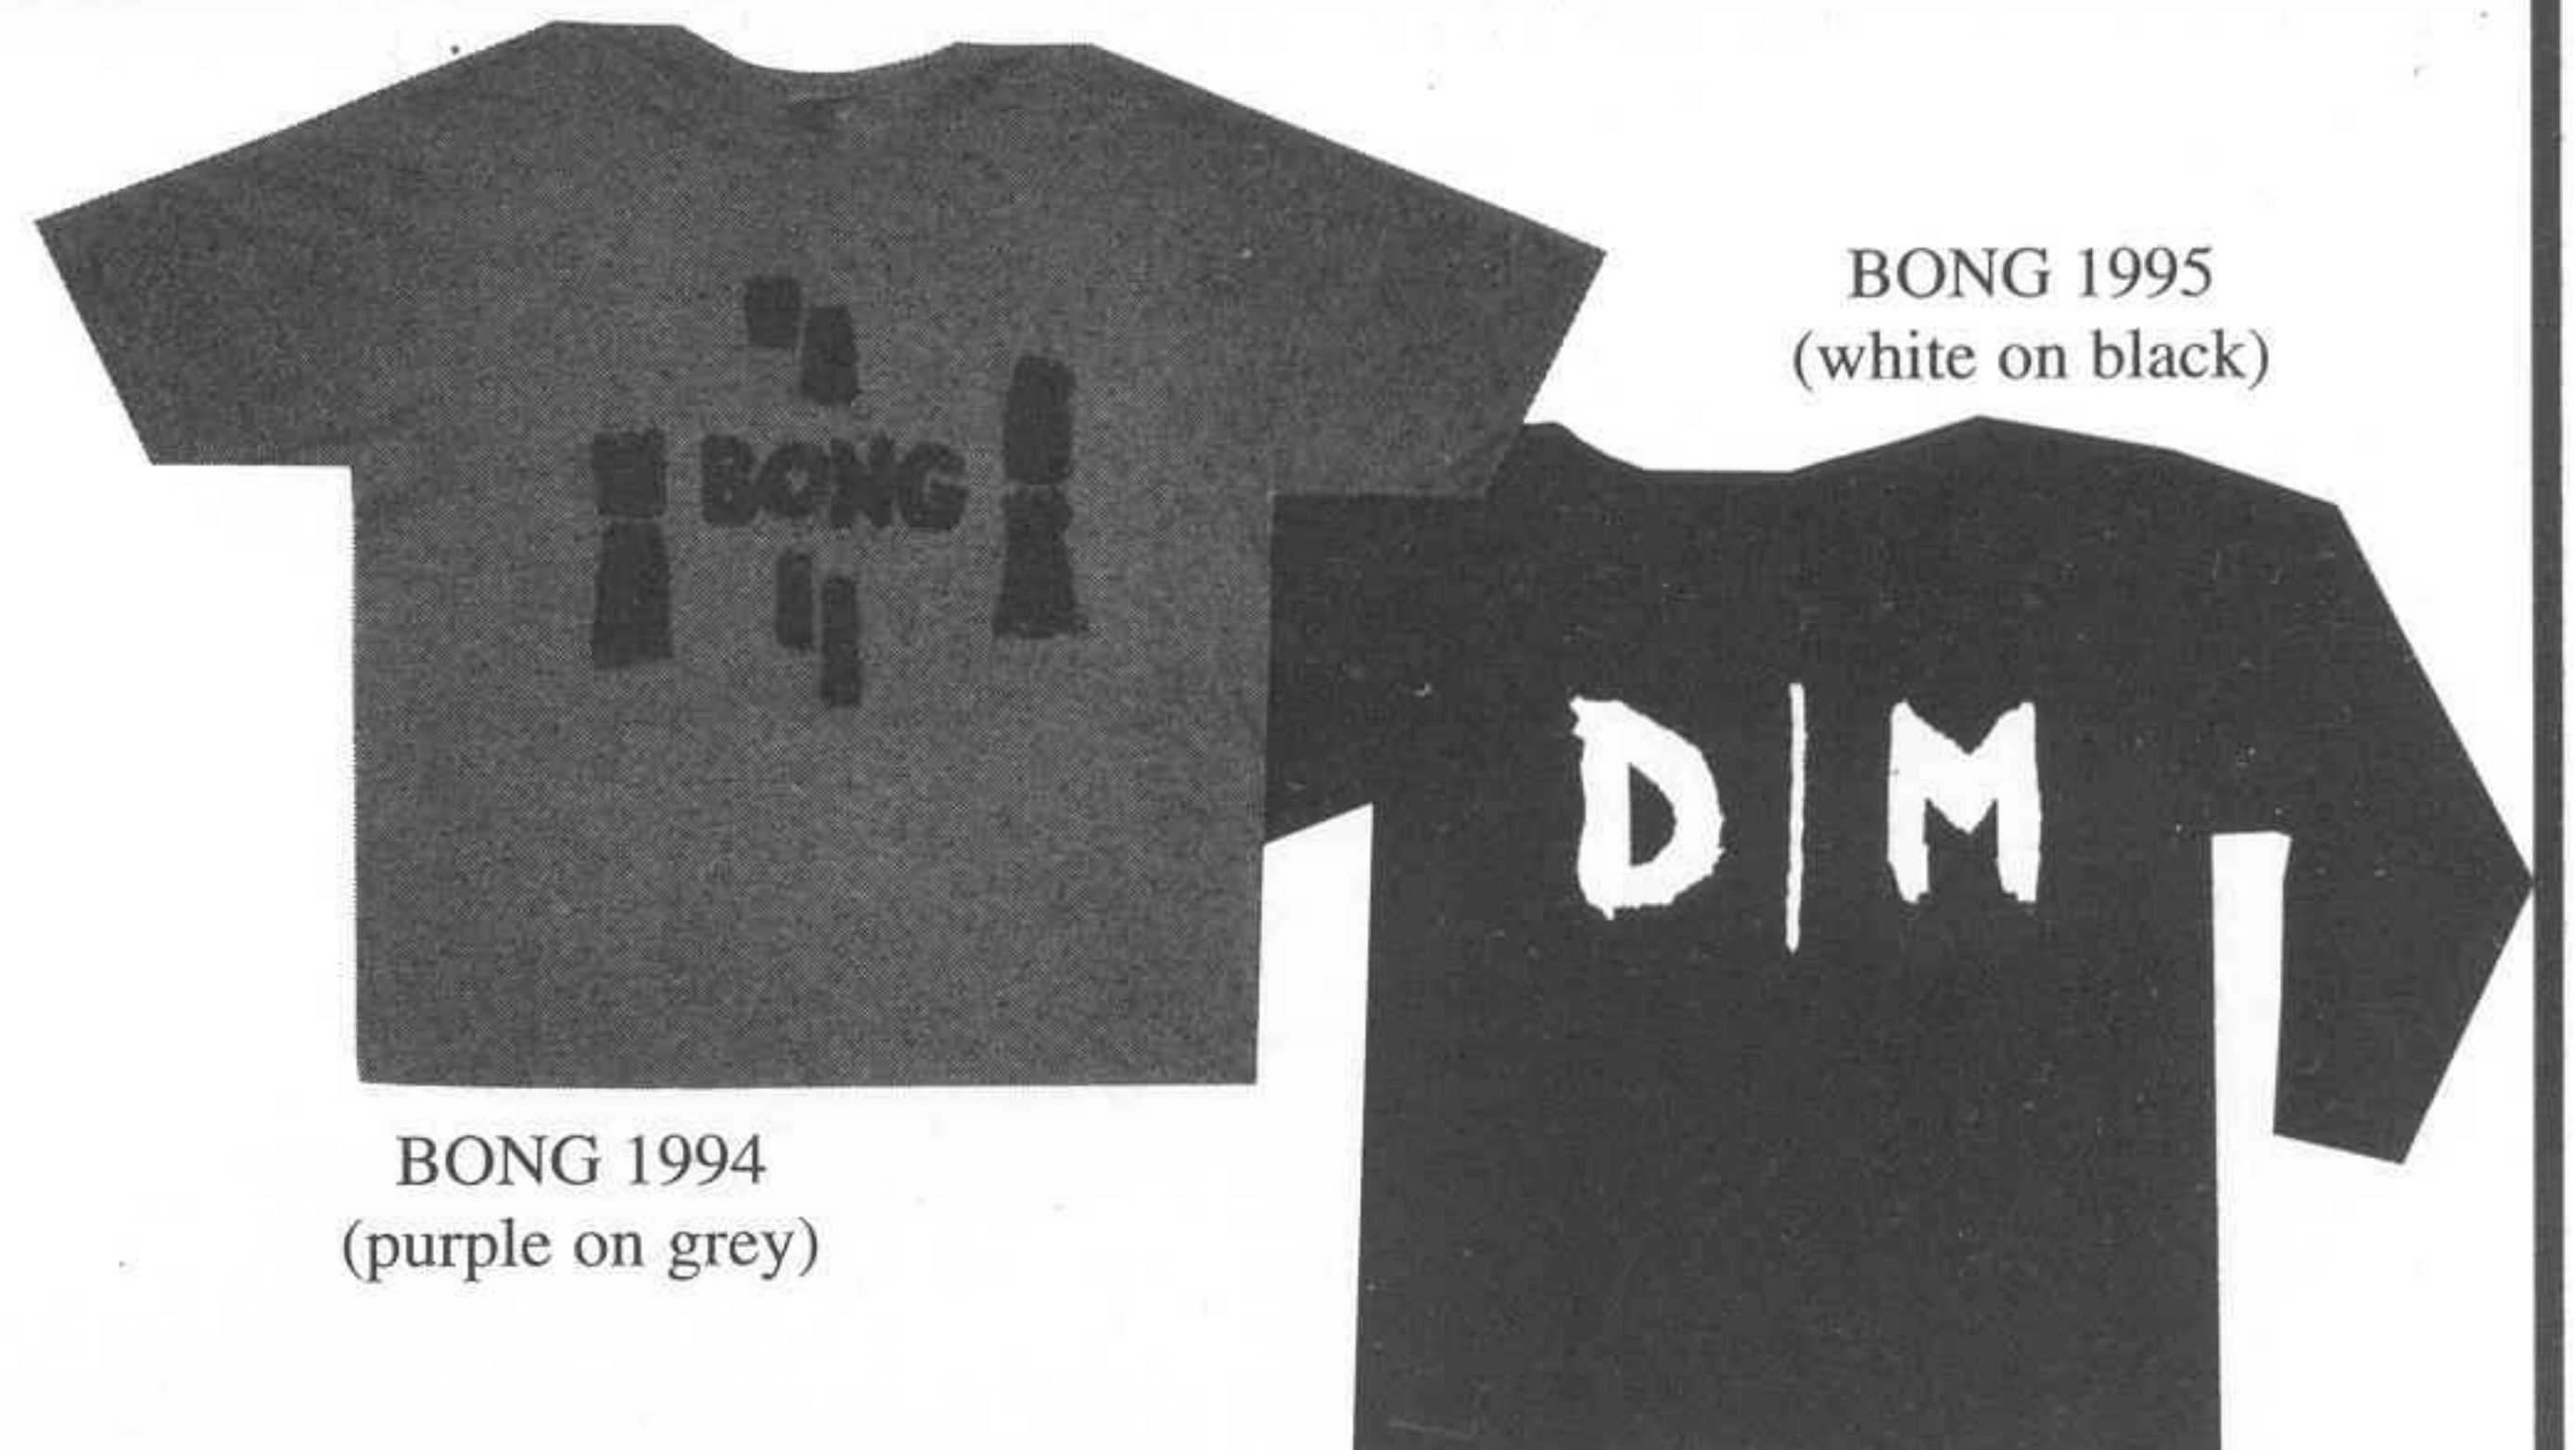 BONG
BONG 1995
(white on black)
D|M
BONG 1994
(purple on grey)